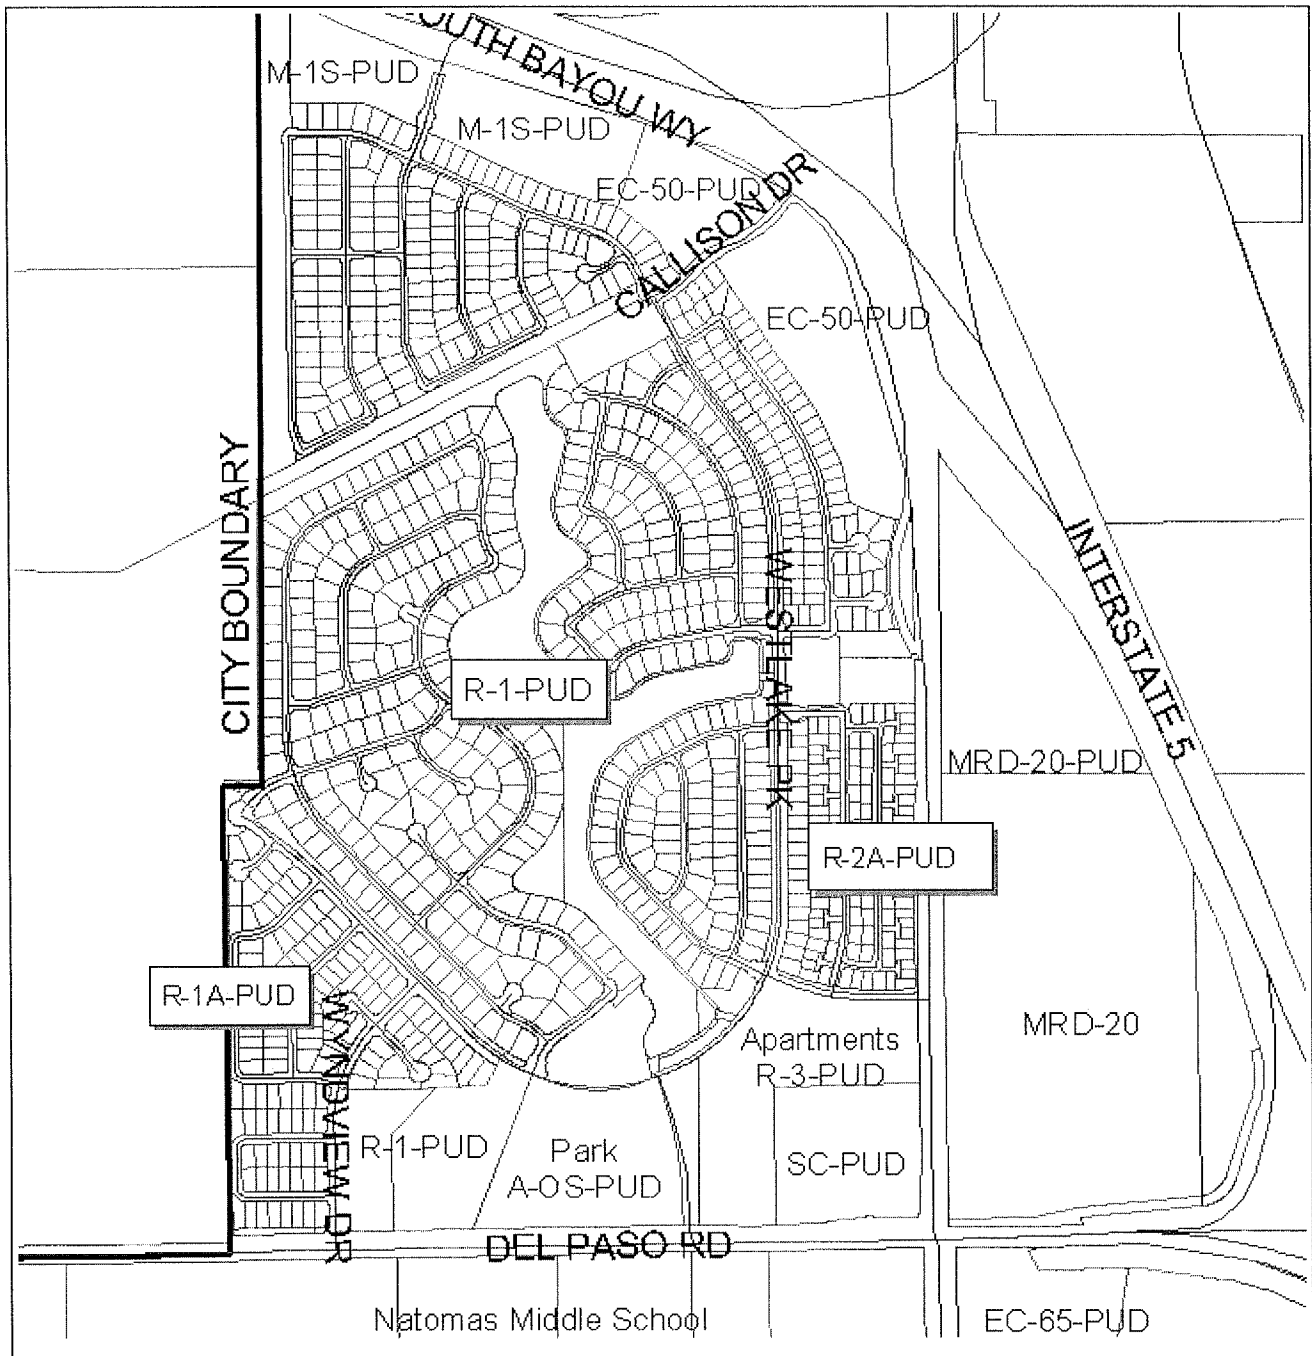 OUTH BAYOU WY
M-1S-PUD
M-1S-PUD
EC-50-PUD
CALLISON DR
EC-50-PUD
CITY BOUNDARY
INTERSTATE 5
WESTLAKE PK
R-1-PUD
MRD-20-PUD
R-2A-PUD
R-1A-PUD
WYNDVIEW DR
MRD-20
Apartments
R-3-PUD
R-1-PUD
Park
A-OS-PUD
SC-PUD
DEL PASO RD
Natomas Middle School
EC-65-PUD